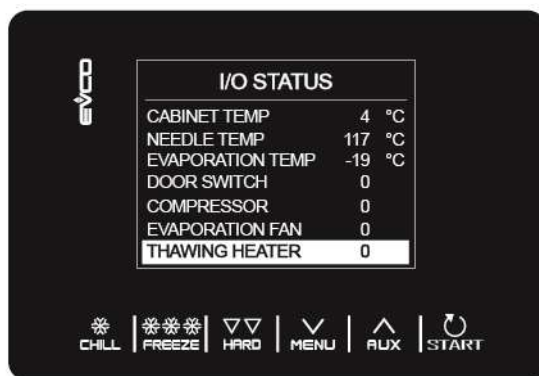 evco
I/O STATUS
CABINET TEMP 4 °C
NEEDLE TEMP 117 °C
EVAPORATION TEMP -19 °C
DOOR SWITCH 0
COMPRESSOR 0
EVAPORATION FAN 0
THAWING HEATER 0
CHILL FREEZE HARD MENU AUX START